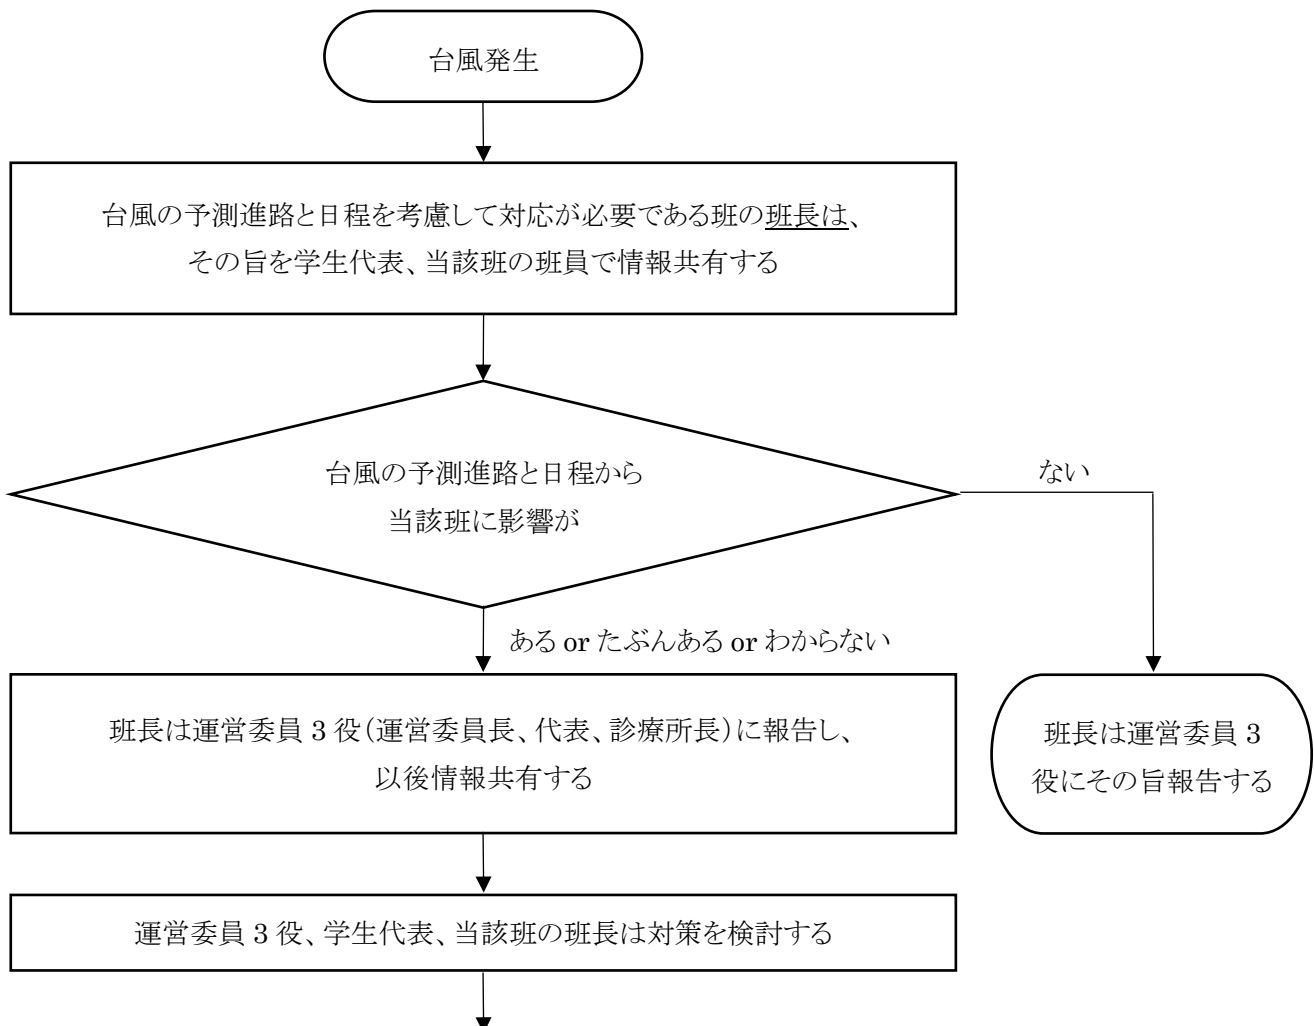 台風発生
台風の予測進路と日程を考慮して対応が必要である班の班長は、
その旨を学生代表、当該班の班員で情報共有する
台風の予測進路と日程から
当該班に影響が
ない
ある or たぶんある or わからない
班長は運営委員 3 役(運営委員長、代表、診療所長)に報告し、
以後情報共有する
班長は運営委員 3
役にその旨報告する
運営委員 3 役、学生代表、当該班の班長は対策を検討する